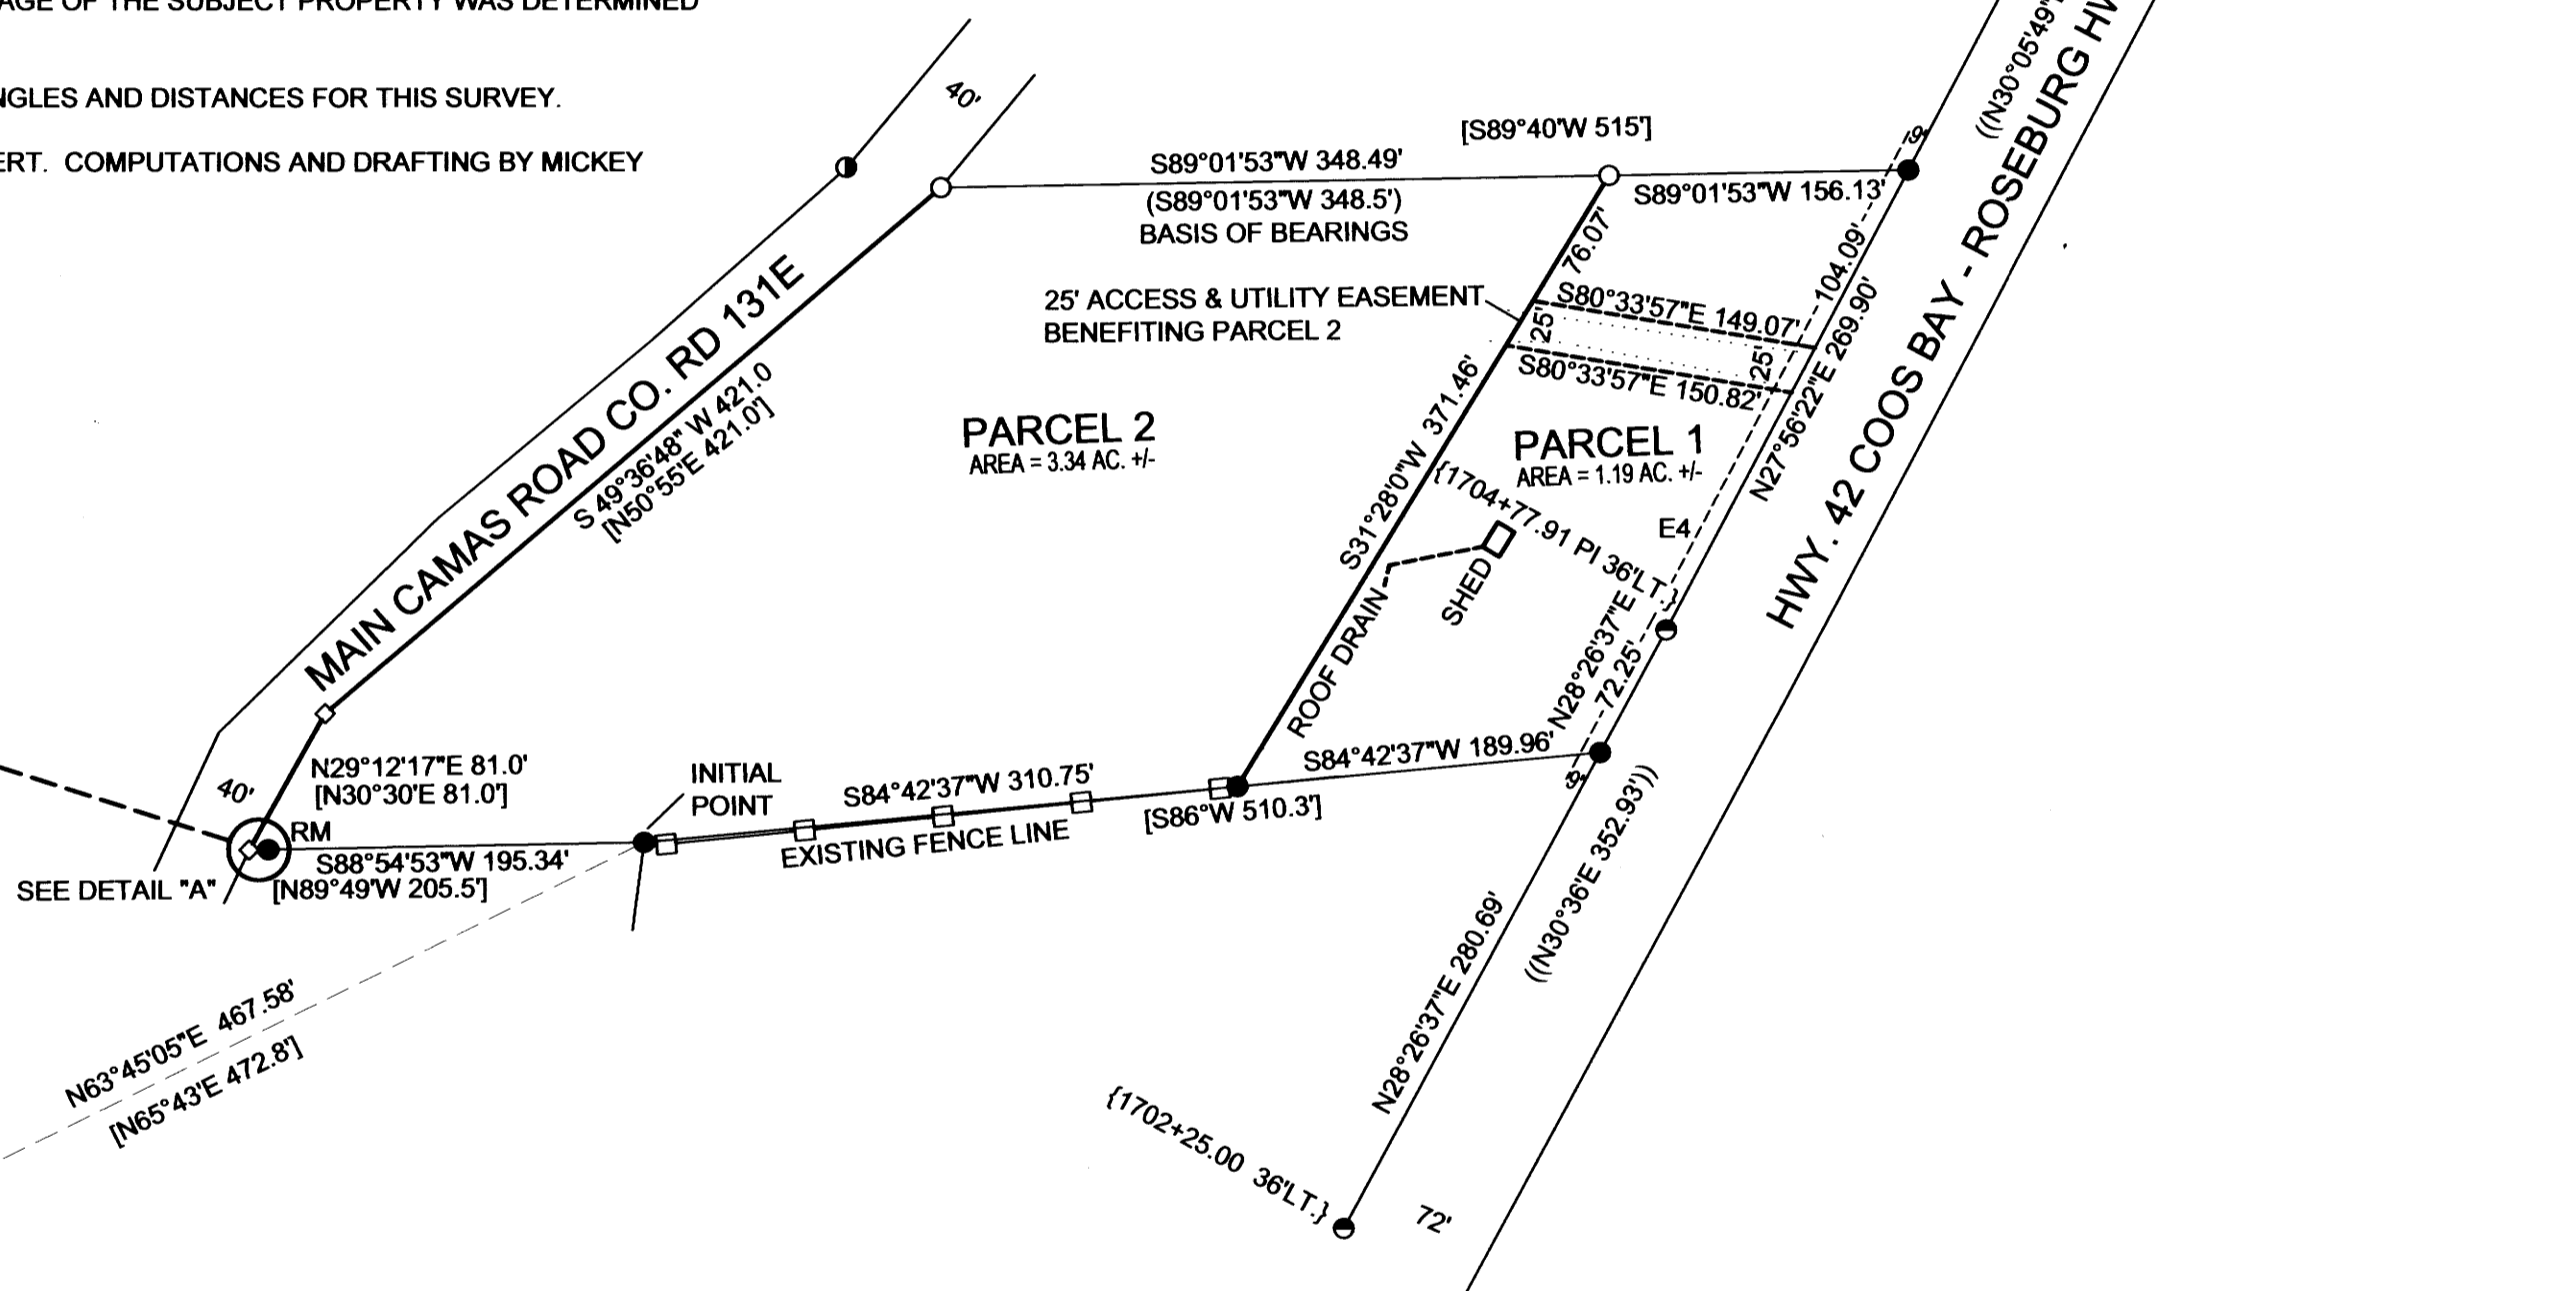 AGE OF THE SUBJECT PROPERTY WAS DETERMINED
NGLES AND DISTANCES FOR THIS SURVEY.
ERT. COMPUTATIONS AND DRAFTING BY MICKEY
40'
[S89°40'W 515']
S89°01'53"W 348.49'
(S89°01'53"W 348.5')
BASIS OF BEARINGS
S89°01'53"W 156.13'
6'
((N30°05'49"
HWY. 42 COOS BAY - ROSEBURG HW
MAIN CAMAS ROAD CO. RD 131E
S 49°36'48" W 421.0
[N50°55'E 421.0']
25' ACCESS & UTILITY EASEMENT
BENEFITING PARCEL 2
76.07'
25'
S80°33'57"E 149.07'
S80°33'57"E 150.82'
25'
104.09'
N27°56'22"E 269.90'
PARCEL 2
AREA = 3.34 AC. +/-
PARCEL 1
AREA = 1.19 AC. +/-
S31°28'0"W 371.46'
{1704+77.91 PI 36'LT.}
E4
SHED
ROOF DRAIN
N28°26'37"E
72.25'
S84°42'37"W 189.96'
6'
N29°12'17"E 81.0'
[N30°30'E 81.0']
40'
RM
S88°54'53"W 195.34'
[N89°49'W 205.5']
SEE DETAIL "A"
INITIAL
POINT
S84°42'37"W 310.75'
EXISTING FENCE LINE
[S86°W 510.3']
((N30°36'E 352.93'))
N28°26'37"E 280.69'
N63°45'05"E 467.58'
[N65°43'E 472.8']
{1702+25.00 36'LT.}
72'